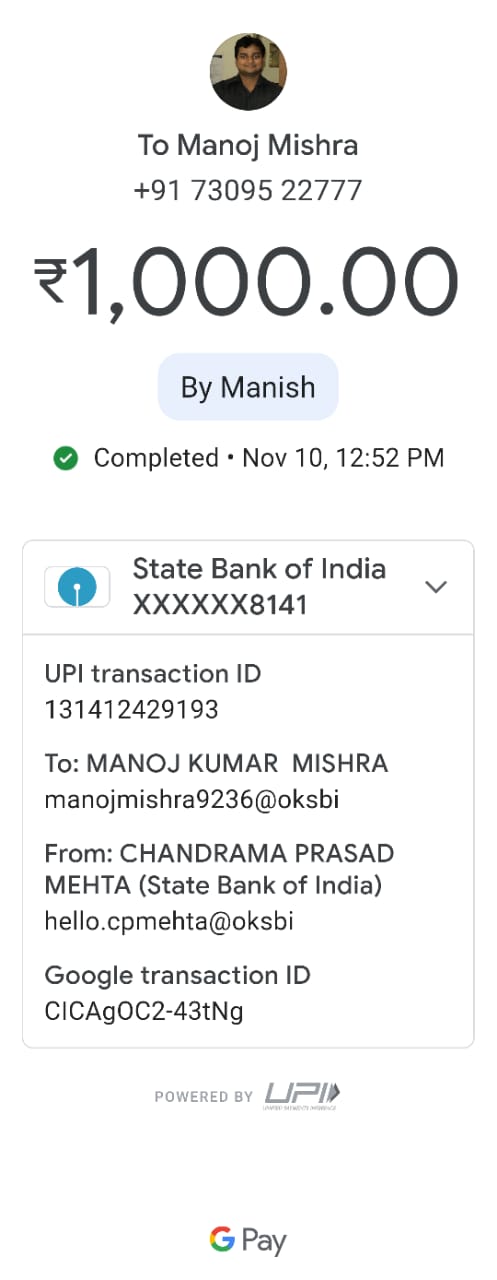 To Manoj Mishra
+91 73095 22777
₹1,000.00
By Manish
Completed • Nov 10, 12:52 PM
State Bank of India
XXXXXX8141
UPI transaction ID
131412429193
To: MANOJ KUMAR  MISHRA
manojmishra9236@oksbi
From: CHANDRAMA PRASAD
MEHTA (State Bank of India)
hello.cpmehta@oksbi
Google transaction ID
CICAgOC2-43tNg
POWERED BY UPI
UNIFIED PAYMENTS INTERFACE
G Pay